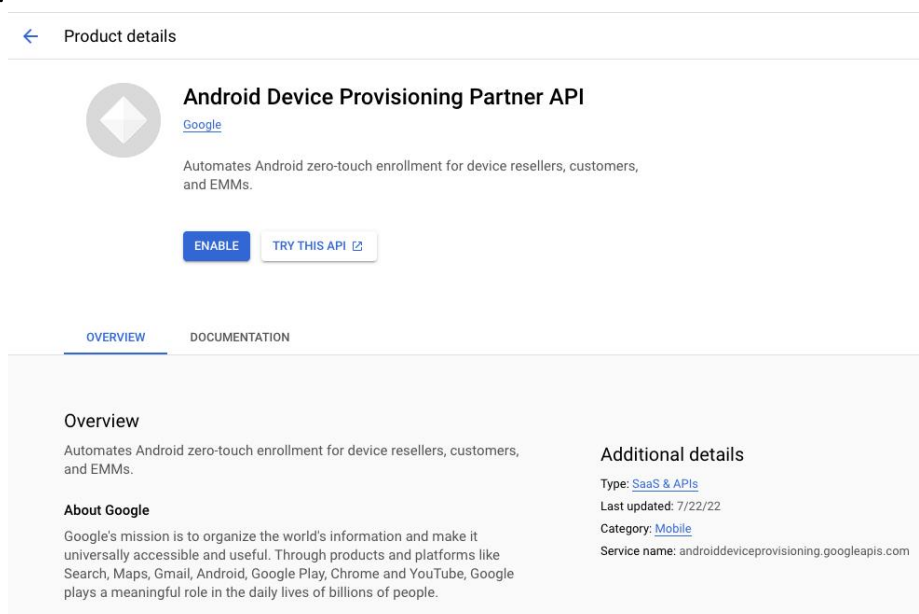 Product details
Android Device Provisioning Partner API
Google
Automates Android zero-touch enrollment for device resellers, customers,
and EMMs.
ENABLE
TRY THIS API
OVERVIEW
DOCUMENTATION
Overview
Automates Android zero-touch enrollment for device resellers, customers,
and EMMs.
About Google
Google's mission is to organize the world's information and make it
universally accessible and useful. Through products and platforms like
Search, Maps, Gmail, Android, Google Play, Chrome and YouTube, Google
plays a meaningful role in the daily lives of billions of people.
Additional details
Type: SaaS & APIs
Last updated: 7/22/22
Category: Mobile
Service name: androiddeviceprovisioning.googleapis.com